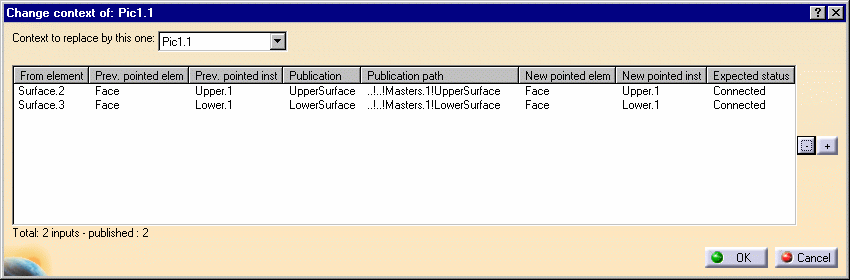 Change context of: Pic1.1
Context to replace by this one: Pic1.1
From element Prev. pointed elem Prev. pointed inst Publication Publication path New pointed elem New pointed inst Expected status
Surface.2 Face Upper.1 UpperSurface ..!..!Masters.1!UpperSurface Face Upper.1 Connected
Surface.3 Face Lower.1 LowerSurface ..!..!Masters.1!LowerSurface Face Lower.1 Connected
- +
Total: 2 inputs - published : 2
OK Cancel